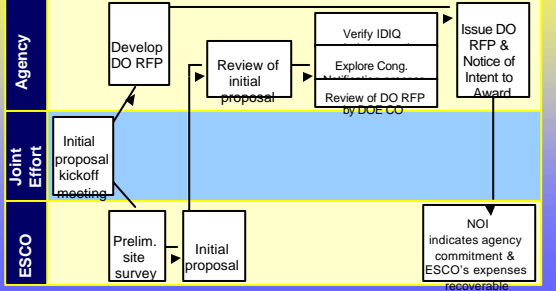 Agency
Develop
DO RFP
Review of
initial
proposal
Verify IDIQ
Explore Cong.
Review of DO RFP
by DOE CO
Issue DO
RFP &
Notice of
Intent to
Award
Joint
Effort
Initial
proposal
kickoff
meeting
ESCO
Prelim.
site
survey
Initial
proposal
NOI
indicates agency
commitment &
ESCO's expenses
recoverable